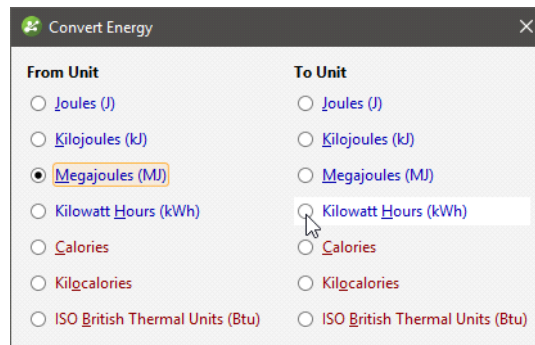 Convert Energy
From Unit
To Unit
Joules (J)
Joules (J)
Kilojoules (kJ)
Kilojoules (kJ)
Megajoules (MJ)
Megajoules (MJ)
Kilowatt Hours (kWh)
Kilowatt Hours (kWh)
Calories
Calories
Kilocalories
Kilocalories
ISO British Thermal Units (Btu)
ISO British Thermal Units (Btu)